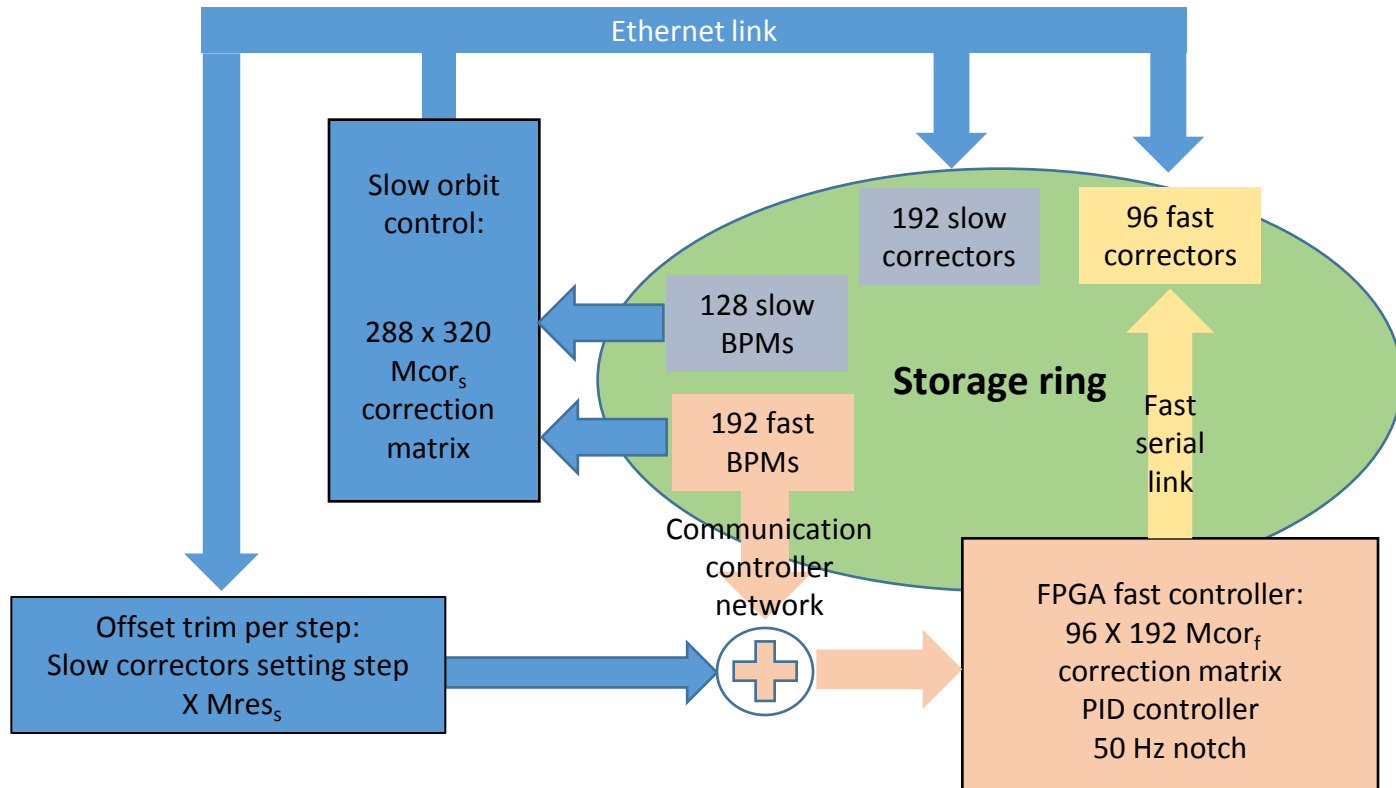 Ethernet link
Slow orbit
control:
288 x 320
Mcorₛ
correction
matrix
192 slow
correctors
96 fast
correctors
128 slow
BPMs
Storage ring
192 fast
BPMs
Fast
serial
link
Communication
controller
network
Offset trim per step:
Slow correctors setting step
X Mresₛ
FPGA fast controller:
96 X 192 Mcor_f
correction matrix
PID controller
50 Hz notch